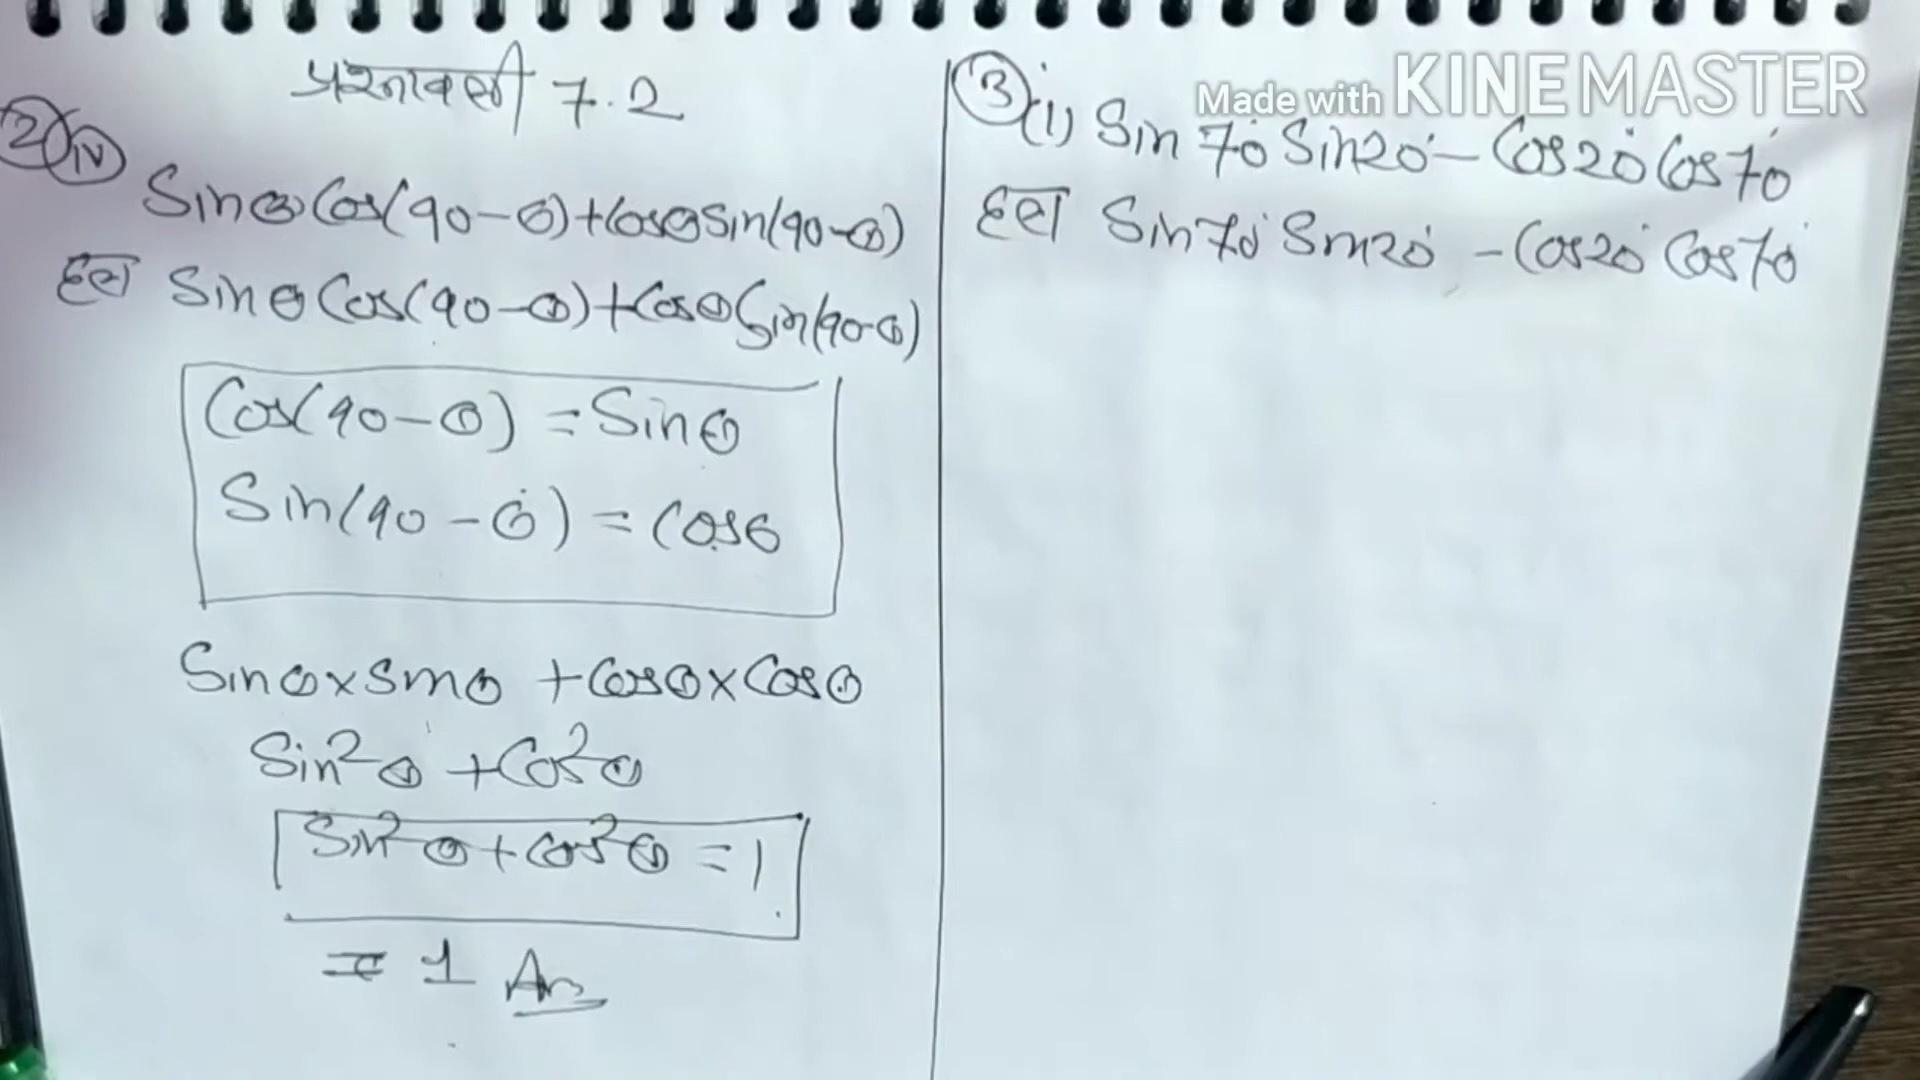 प्रश्नावली 7.2
2 iv
Sinθ Cos(90-θ)+Cosθ Sin(90-θ)
हल Sinθ Cos(90-θ)+Cosθ Sin(90-θ)
Cos(90-θ) = Sinθ
Sin(90-θ) = Cosθ
Sinθ×Sinθ +Cosθ×Cosθ
Sin²θ +Cos²θ
Sin²θ+Cos²θ =1
= 1 Ans
Made with KINEMASTER
3 (i) Sin 70° Sin20° - Cos20° Cos70°
हल Sin70° Sin20° - Cos20° Cos70°